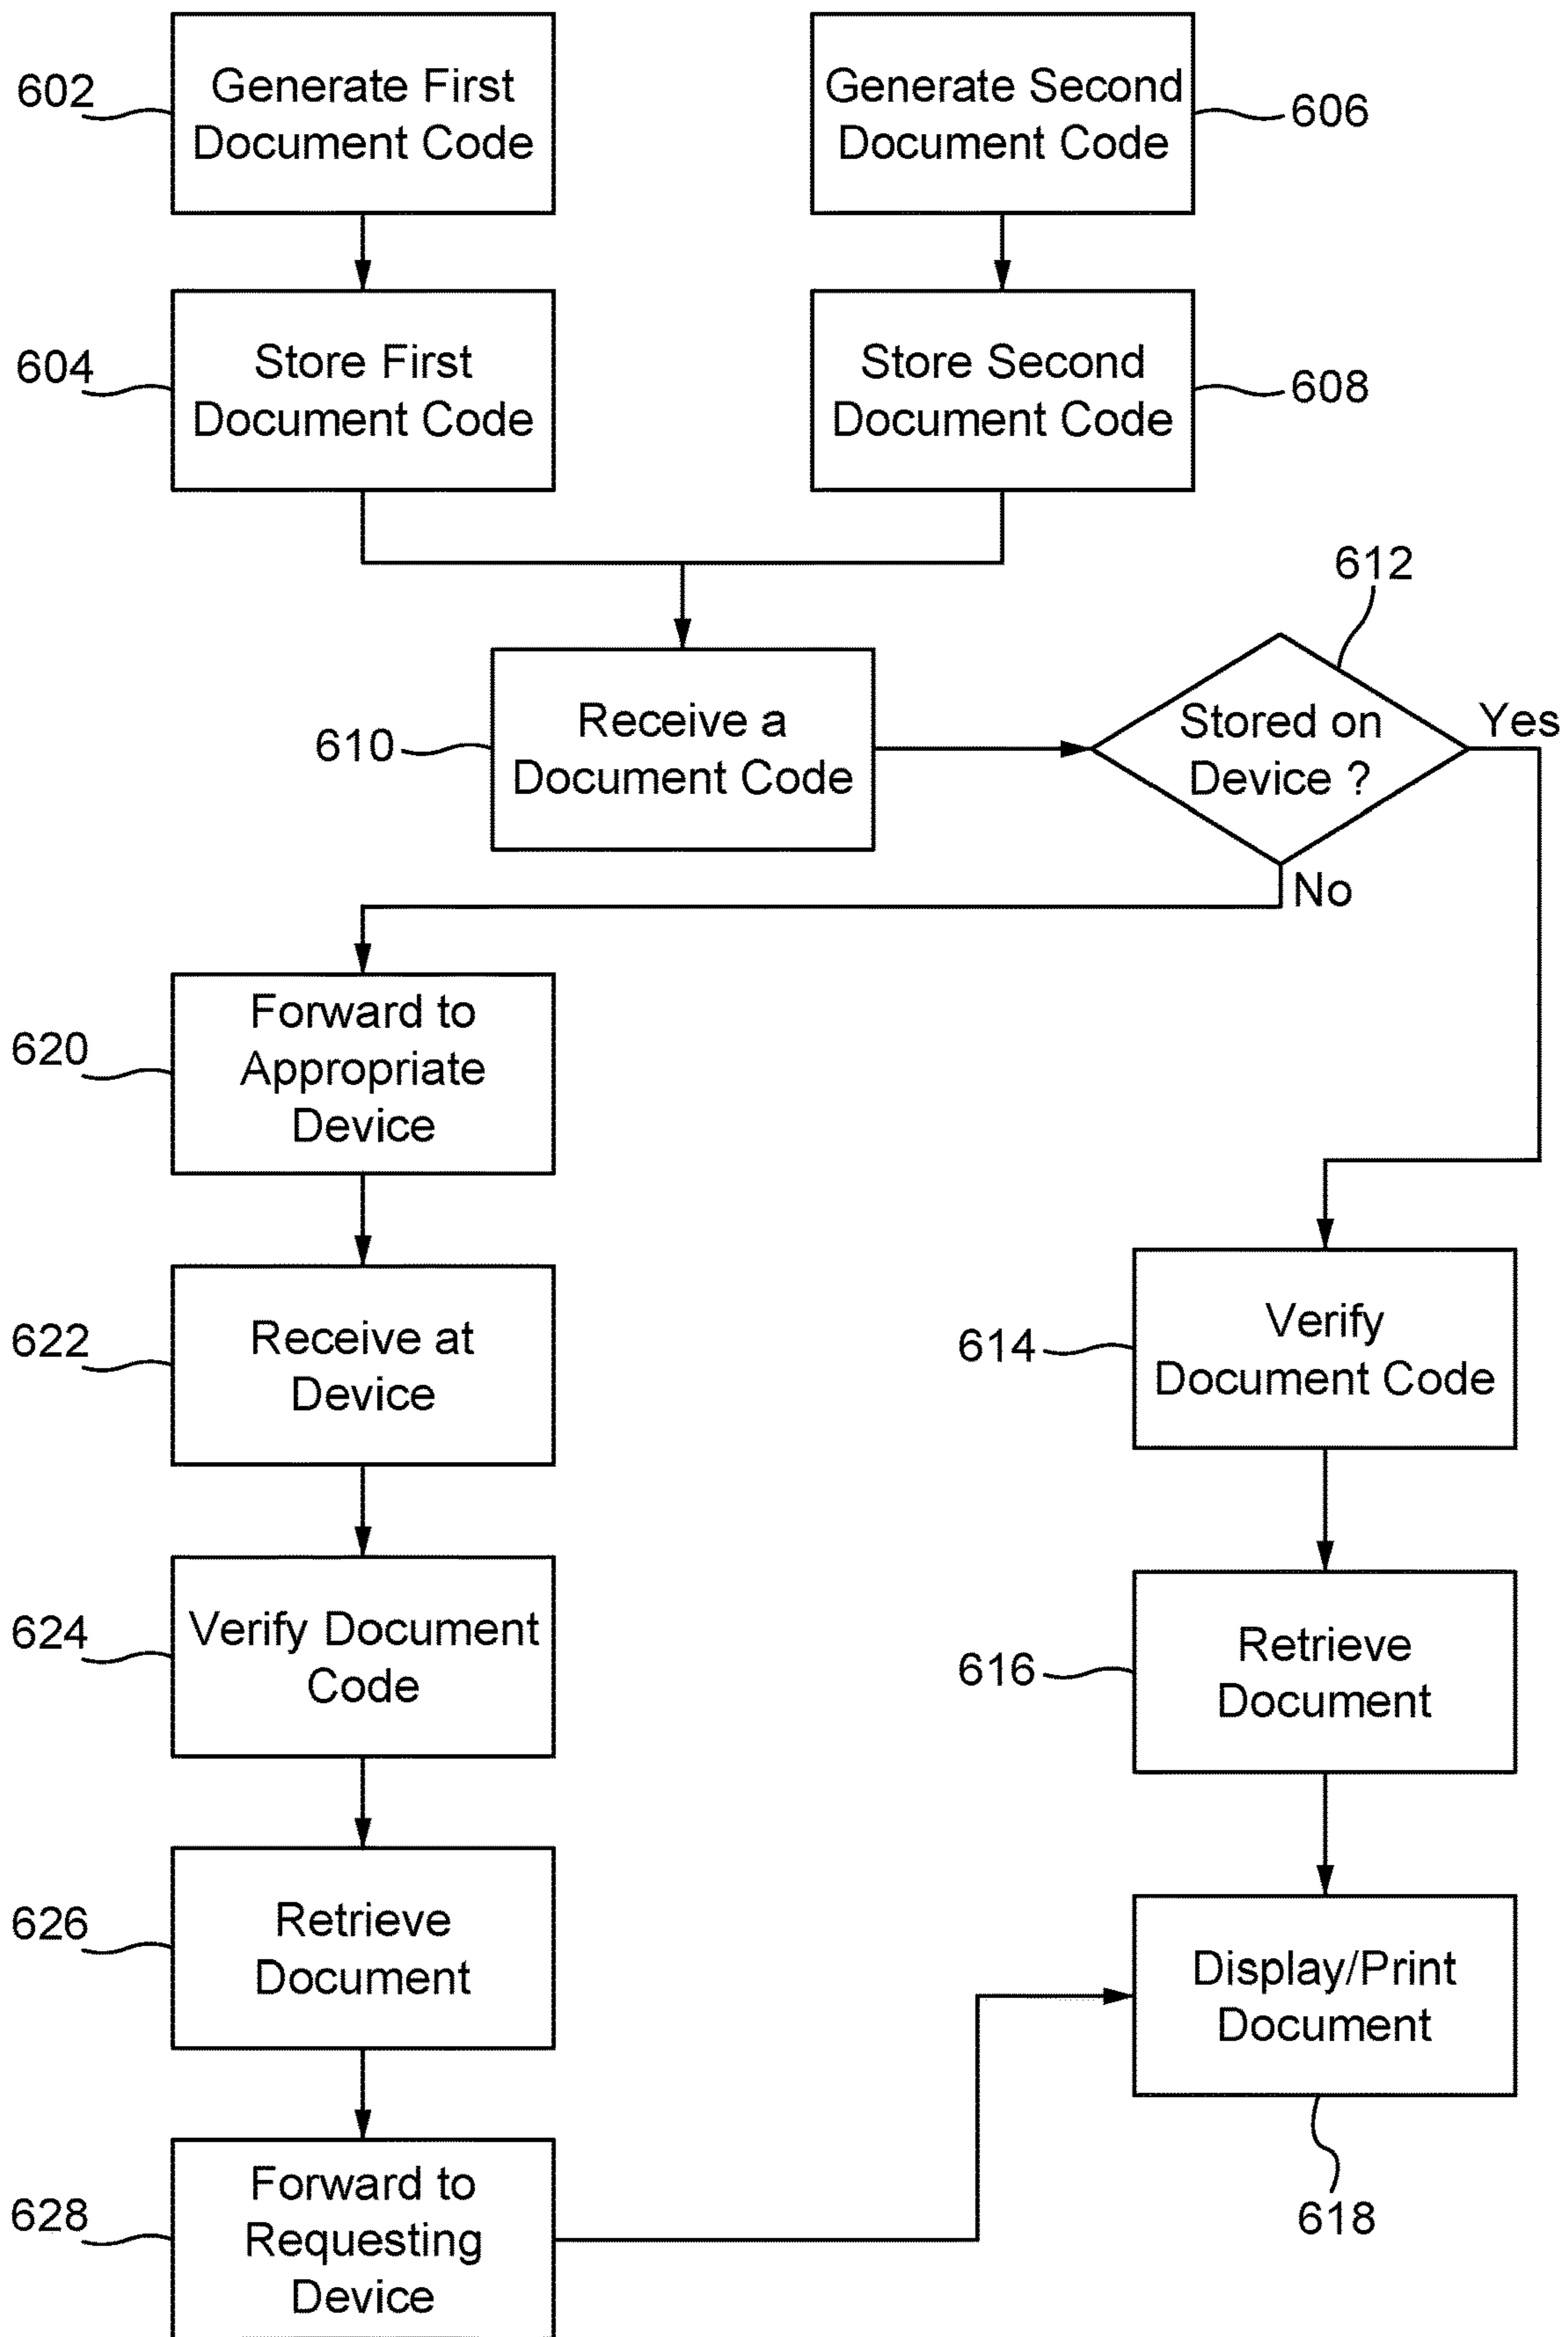 602
Generate First
Document Code
Generate Second
Document Code
606
604
Store First
Document Code
Store Second
Document Code
608
612
610
Receive a
Document Code
Stored on
Device ?
Yes
No
620
Forward to
Appropriate
Device
622
Receive at
Device
614
Verify
Document Code
624
Verify Document
Code
616
Retrieve
Document
626
Retrieve
Document
Display/Print
Document
618
628
Forward to
Requesting
Device